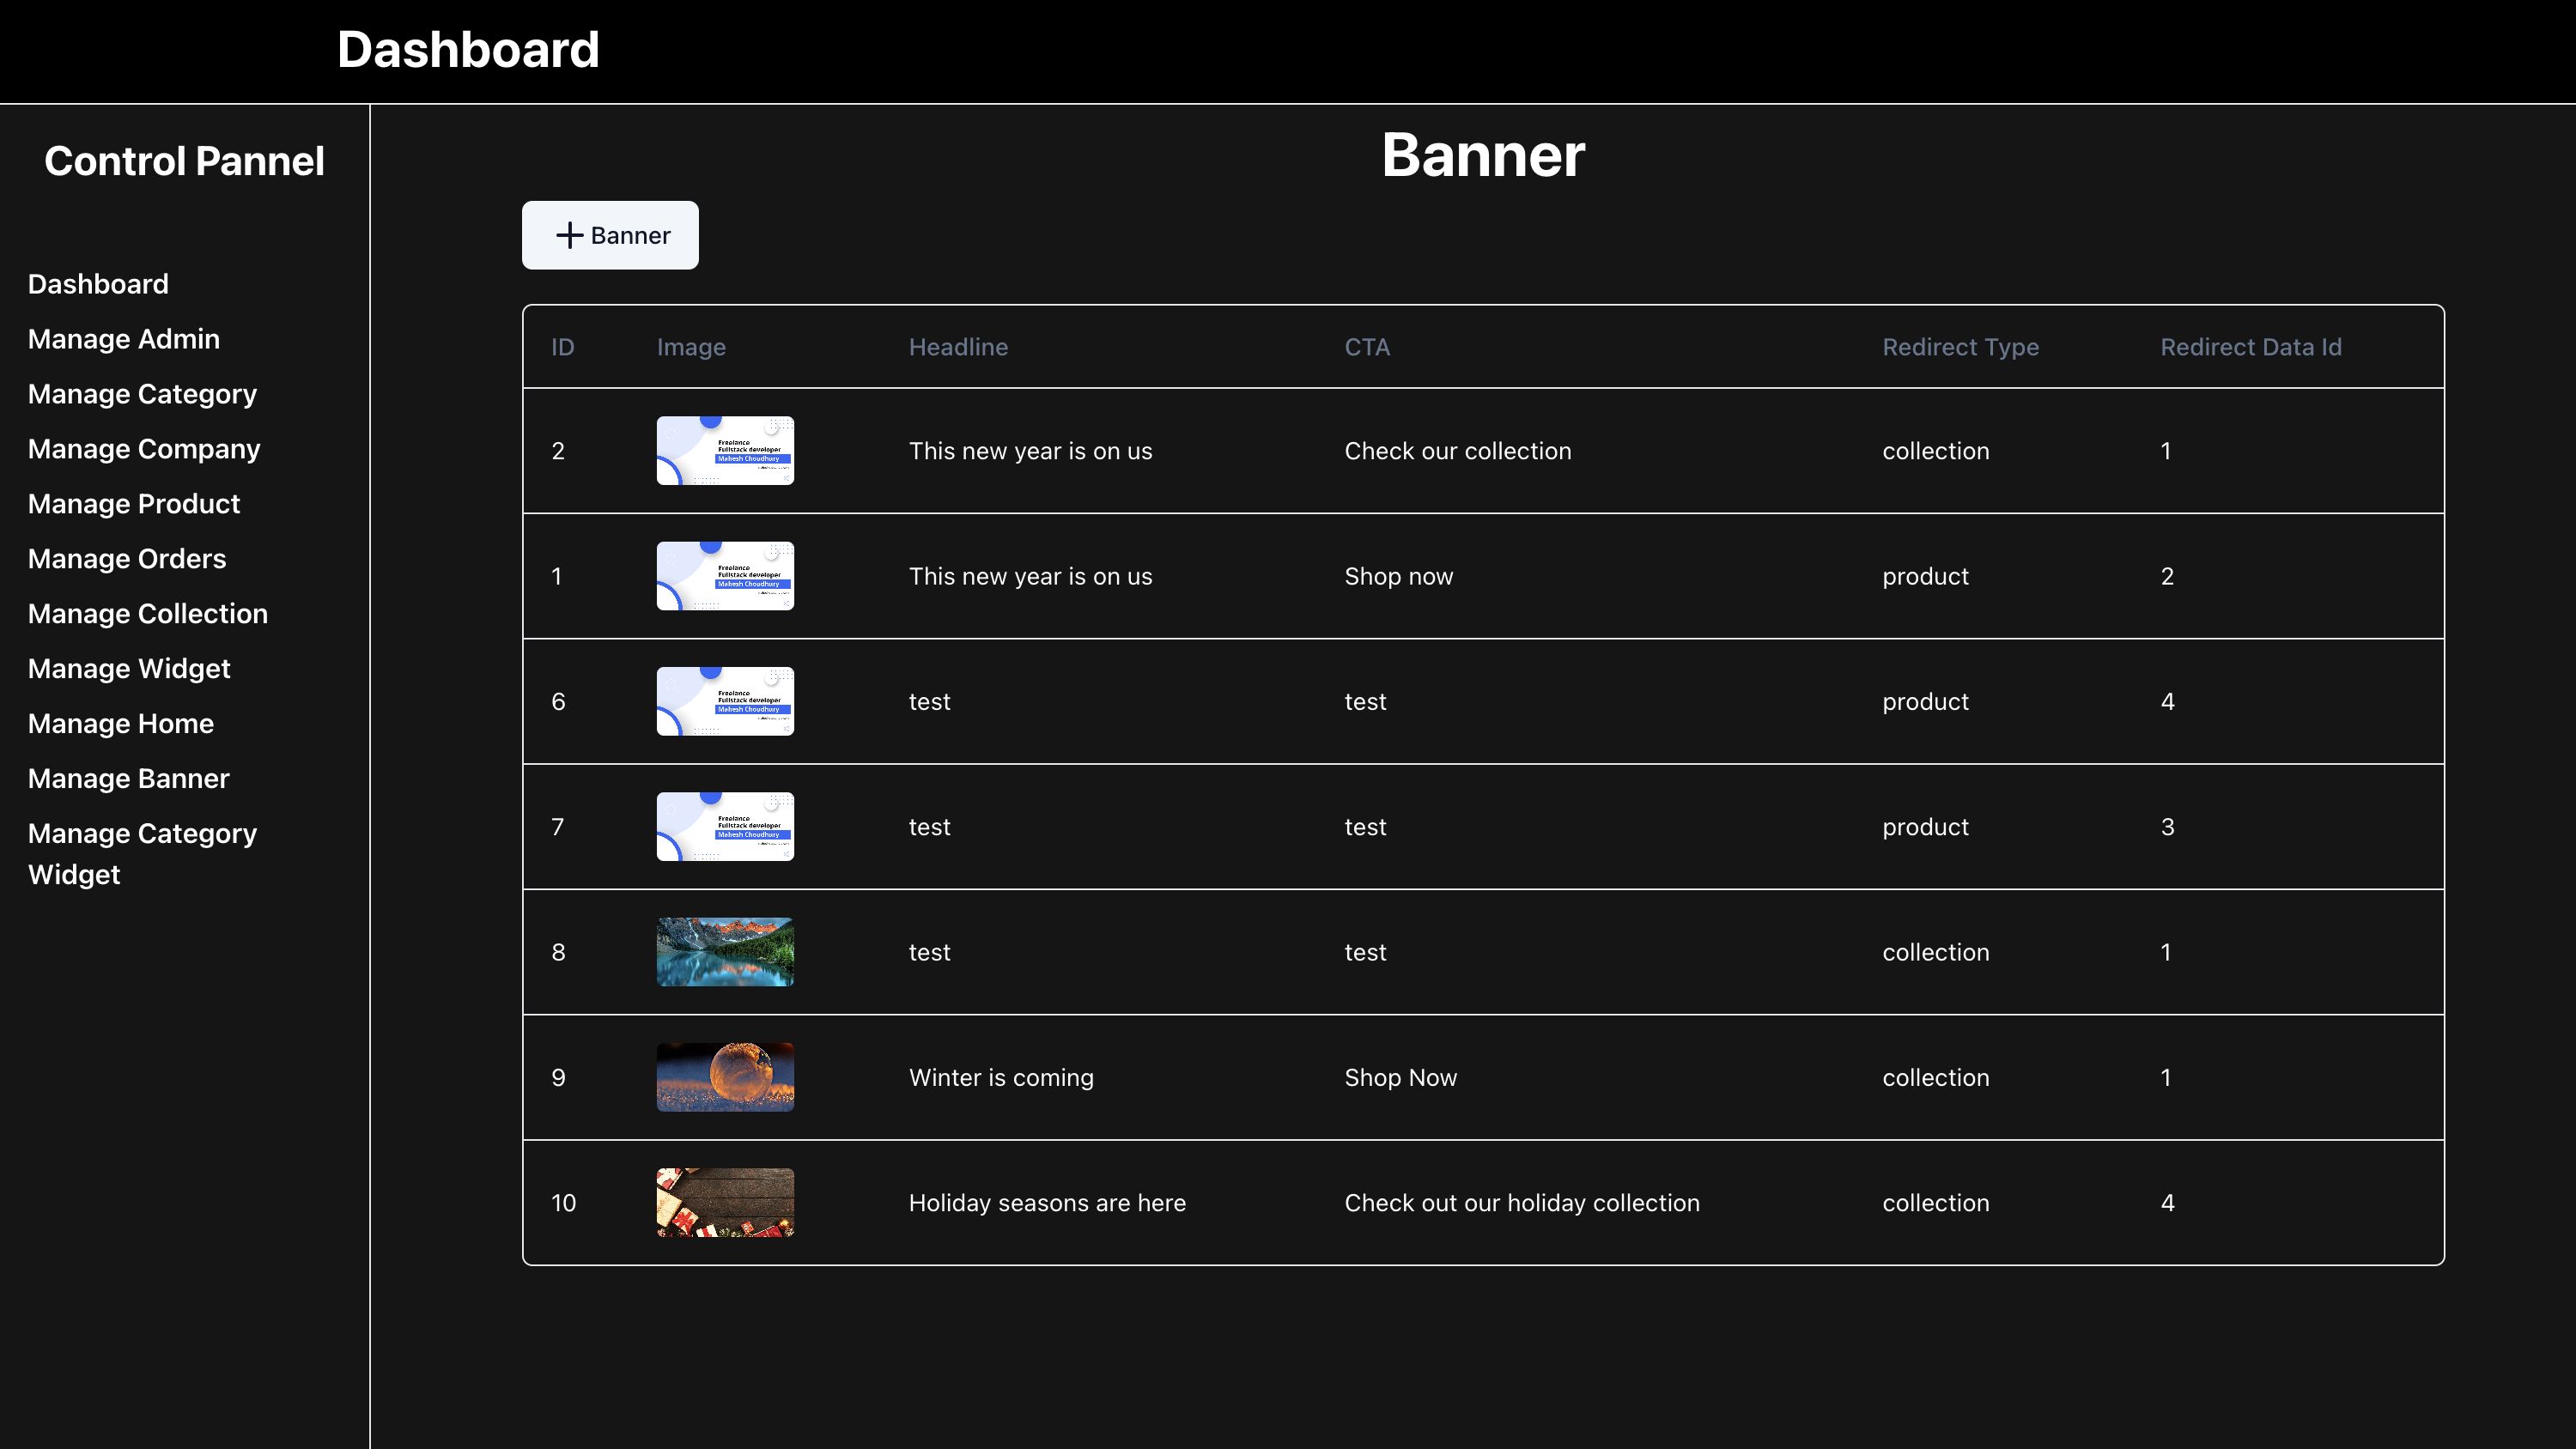 Dashboard
Control Pannel
Dashboard
Manage Admin
Manage Category
Manage Company
Manage Product
Manage Orders
Manage Collection
Manage Widget
Manage Home
Manage Banner
Manage Category
Widget
Banner
Banner
ID Image Headline CTA Redirect Type Redirect Data Id
2 This new year is on us Check our collection collection 1
Freelance
Fullstack developer
Mahesh Choudhury
1 This new year is on us Shop now product 2
Freelance
Fullstack developer
Mahesh Choudhury
6 test test product 4
Freelance
Fullstack developer
Mahesh Choudhury
7 test test product 3
Freelance
Fullstack developer
Mahesh Choudhury
8 test test collection 1
9 Winter is coming Shop Now collection 1
10 Holiday seasons are here Check out our holiday collection collection 4